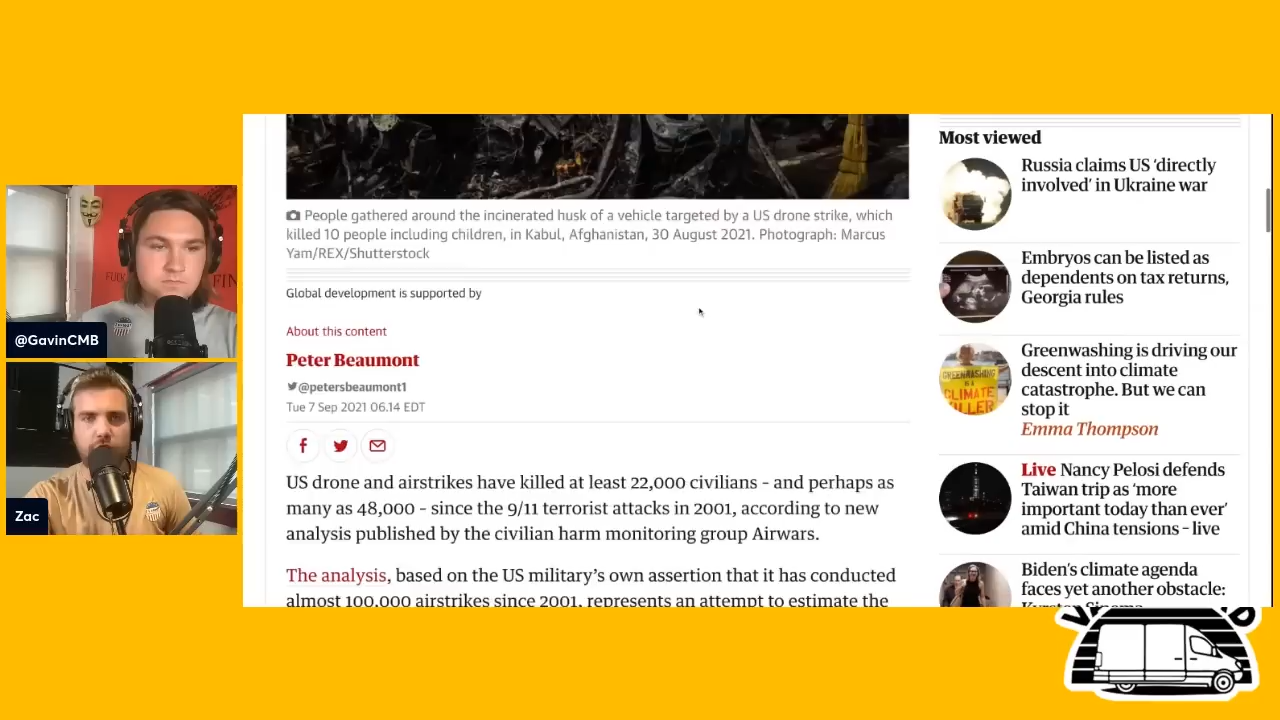 People gathered around the incinerated husk of a vehicle targeted by a US drone strike, which
killed 10 people including children, in Kabul, Afghanistan, 30 August 2021. Photograph: Marcus
Yam/REX/Shutterstock
Global development is supported by
About this content
Peter Beaumont
@petersbeaumont1
Tue 7 Sep 2021 06.14 EDT
US drone and airstrikes have killed at least 22,000 civilians – and perhaps as
many as 48,000 – since the 9/11 terrorist attacks in 2001, according to new
analysis published by the civilian harm monitoring group Airwars.
The analysis, based on the US military’s own assertion that it has conducted
almost 100,000 airstrikes since 2001, represents an attempt to estimate the
Most viewed
Russia claims US ‘directly
involved’ in Ukraine war
Embryos can be listed as
dependents on tax returns,
Georgia rules
Greenwashing is driving our
descent into climate
catastrophe. But we can
stop it
Emma Thompson
GREENWASHING
IS A
CLIMATE
KILLER
Live Nancy Pelosi defends
Taiwan trip as ‘more
important today than ever’
amid China tensions – live
Biden’s climate agenda
faces yet another obstacle:
Kyrsten Sinema
@GavinCMB
Zac